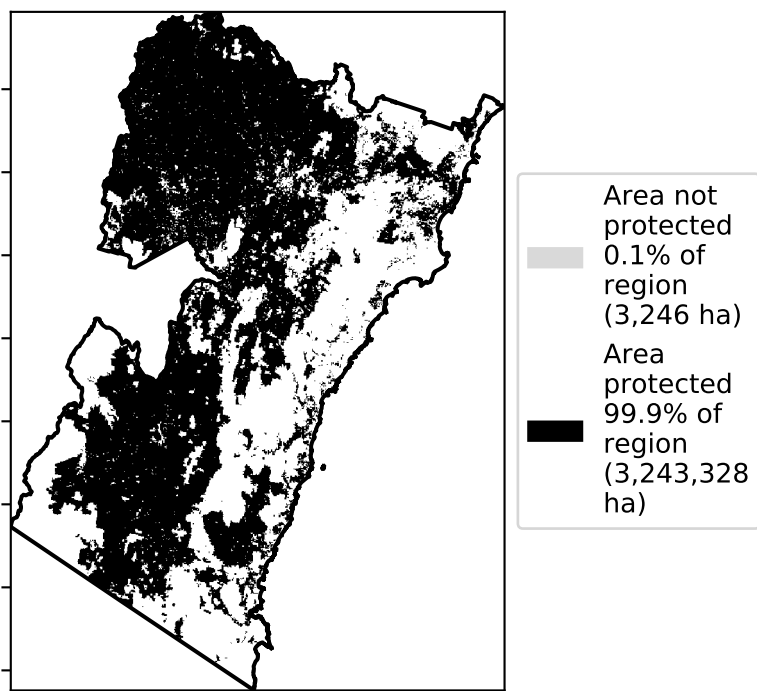 Area not
protected
0.1% of
region
(3,246 ha)
Area
protected
99.9% of
region
(3,243,328
ha)